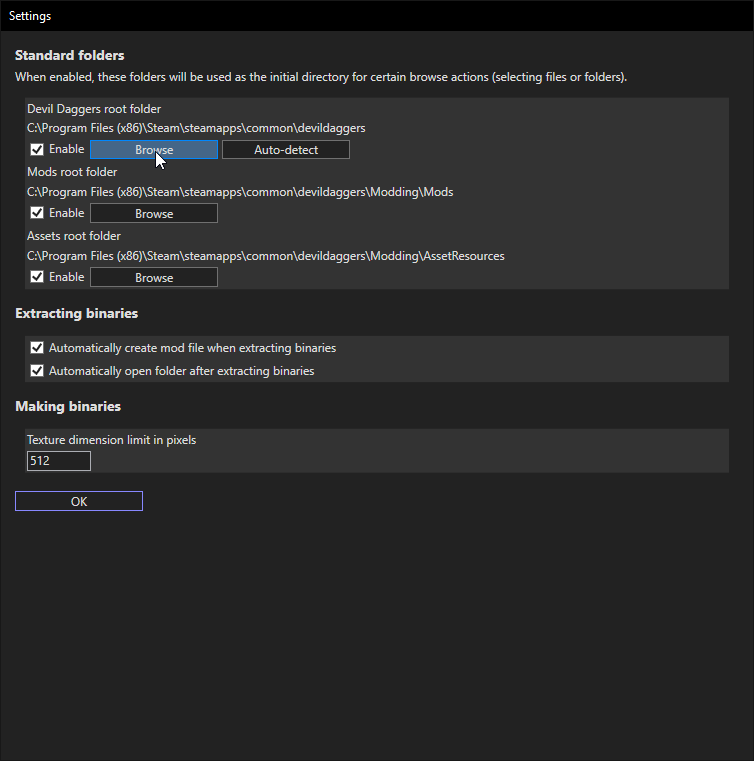 Settings
Standard folders
When enabled, these folders will be used as the initial directory for certain browse actions (selecting files or folders).
Devil Daggers root folder
C:\Program Files (x86)\Steam\steamapps\common\devildaggers
Enable Browse Auto-detect
Mods root folder
C:\Program Files (x86)\Steam\steamapps\common\devildaggers\Modding\Mods
Enable Browse
Assets root folder
C:\Program Files (x86)\Steam\steamapps\common\devildaggers\Modding\AssetResources
Enable Browse
Extracting binaries
Automatically create mod file when extracting binaries
Automatically open folder after extracting binaries
Making binaries
Texture dimension limit in pixels
512
OK